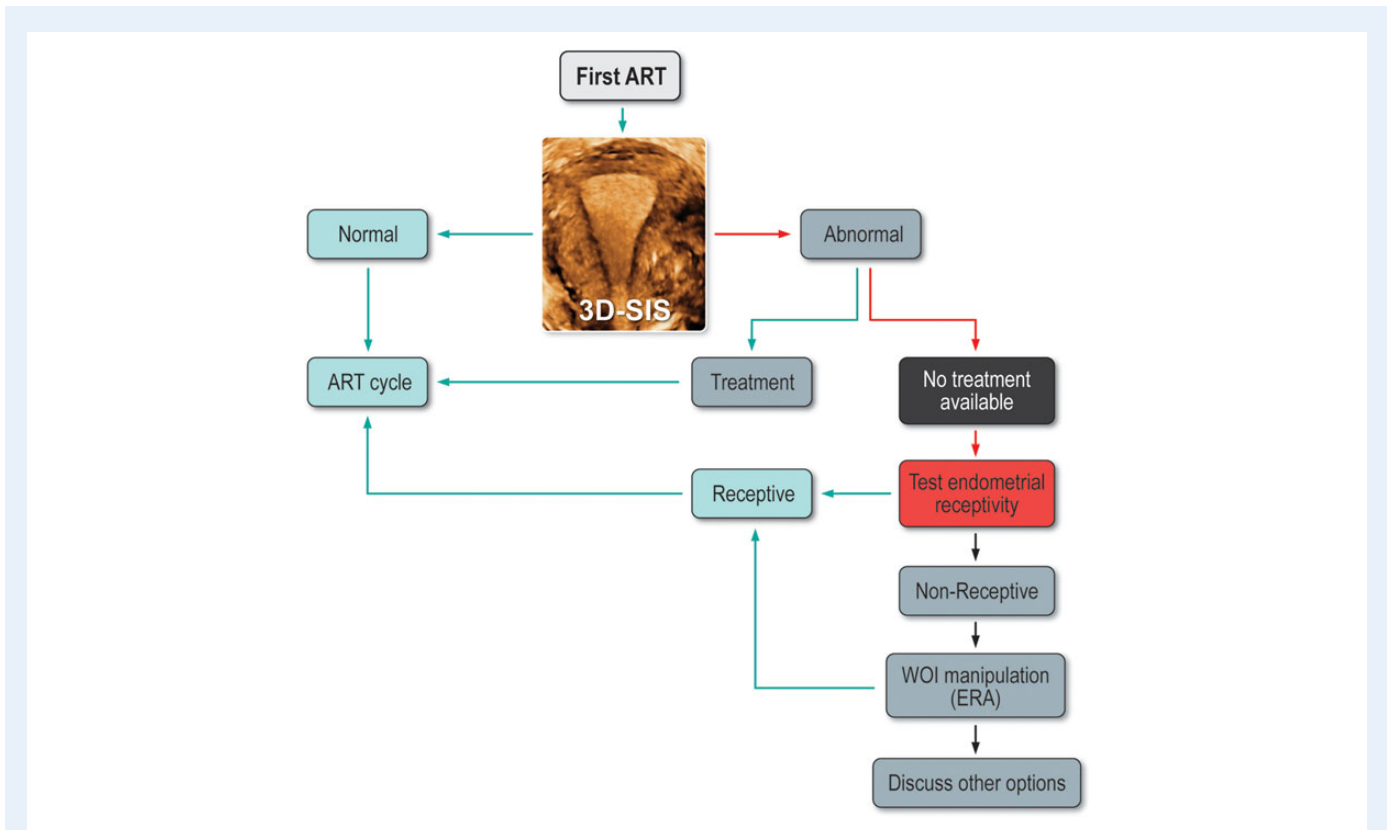 First ART
3D-SIS
Normal
Abnormal
ART cycle
Treatment
No treatment
available
Receptive
Test endometrial
receptivity
Non-Receptive
WOI manipulation
(ERA)
Discuss other options